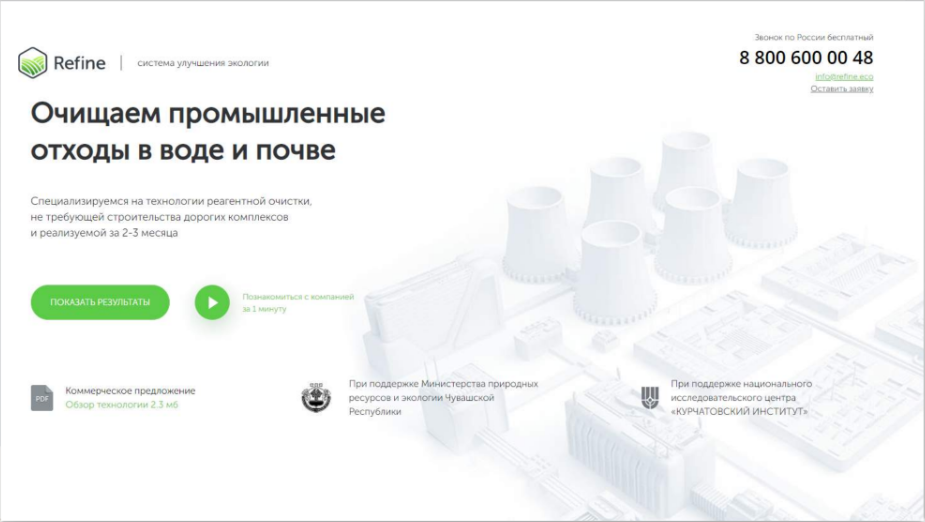 Звонок по России бесплатный
Refine
система улучшения экологии
8 800 600 00 48
info@refine.eco
Оставить заявку
Очищаем промышленные
отходы в воде и почве
Специализируемся на технологии реагентной очистки,
не требующей строительства дорогих комплексов
и реализуемой за 2-3 месяца
ПОКАЗАТЬ РЕЗУЛЬТАТЫ
Познакомиться с компанией
за 1 минуту
PDF
Коммерческое предложение
Обзор технологии 2.3 мб
При поддержке Министерства природных
ресурсов и экологии Чувашской
Республики
При поддержке национального
исследовательского центра
«КУРЧАТОВСКИЙ ИНСТИТУТ»